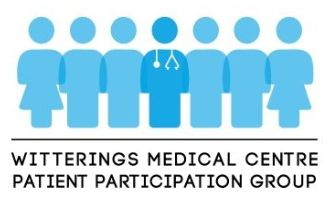 WITTERINGS MEDICAL CENTRE
PATIENT PARTICIPATION GROUP